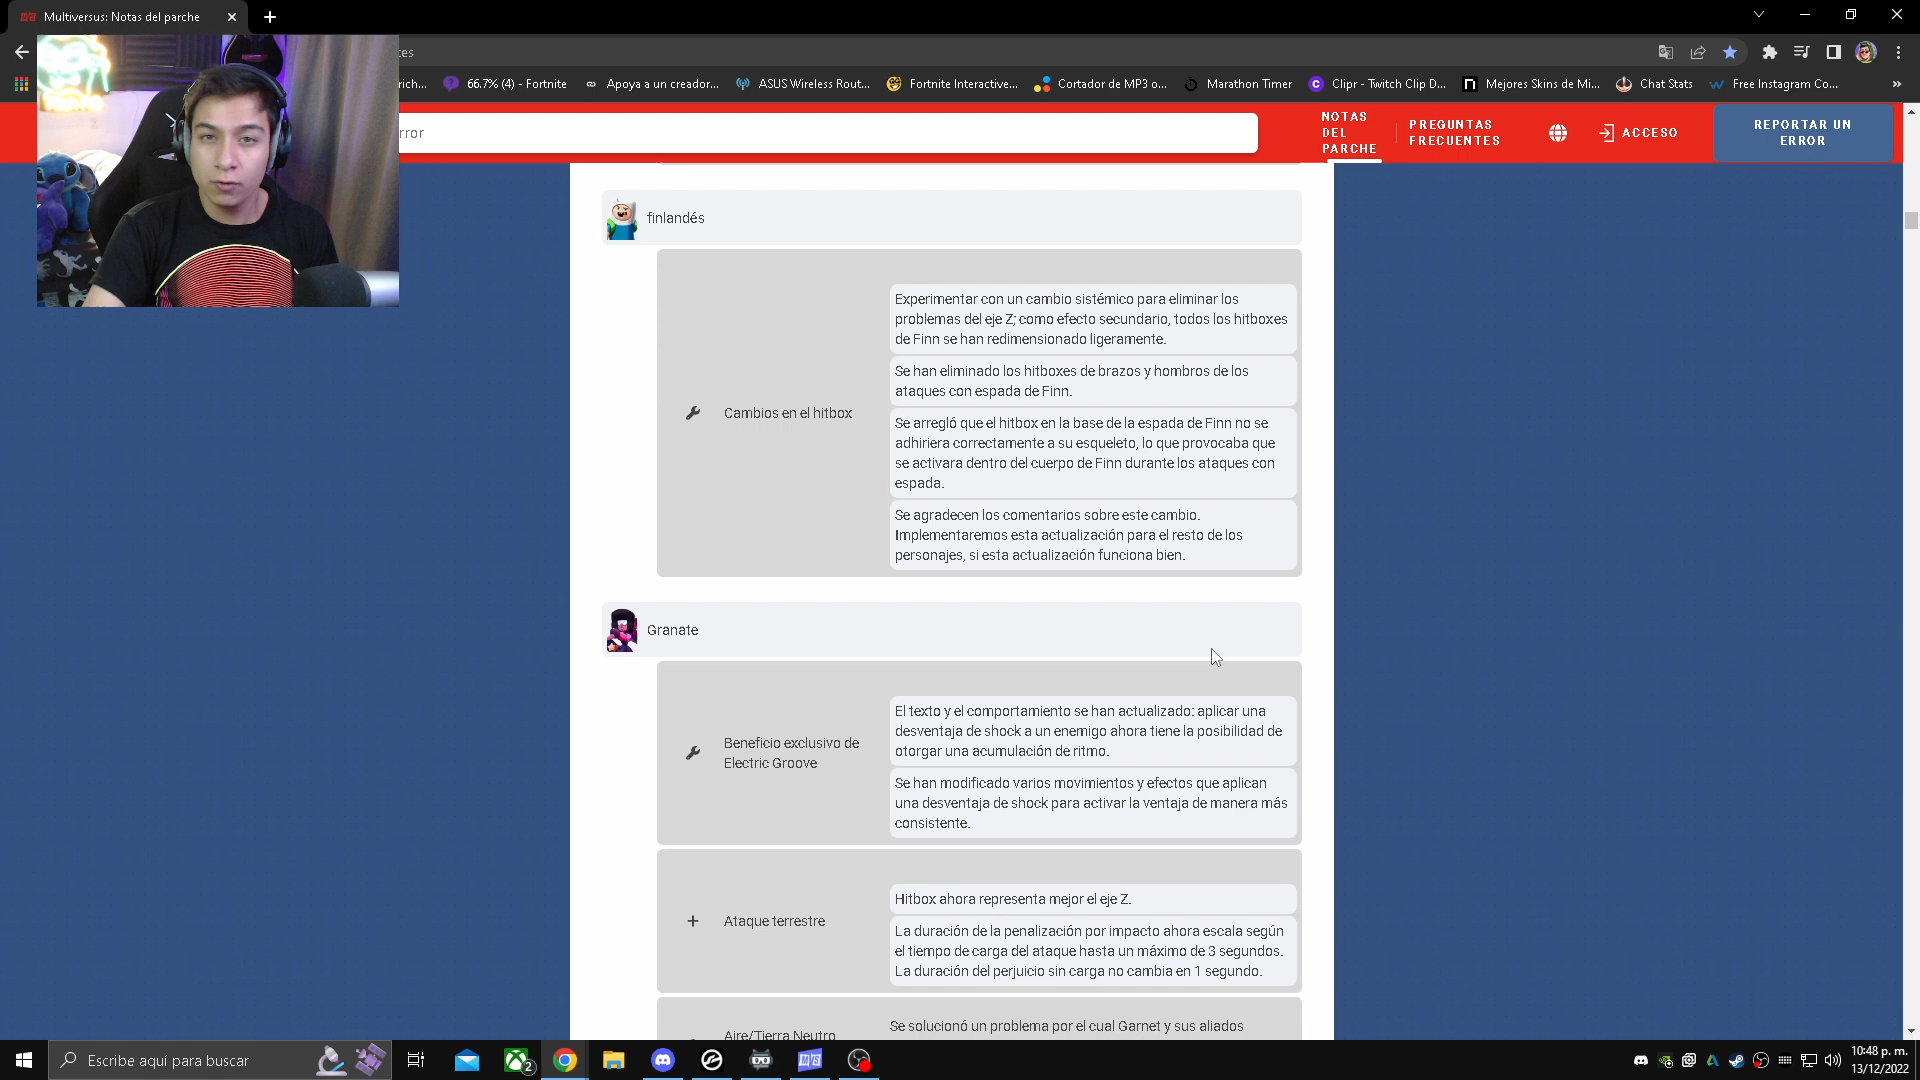 Multiversus: Notas del parche
ces
rich...
66.7% (4) - Fortnite
Apoya a un creador...
ASUS Wireless Rout...
Fortnite Interactive...
Cortador de MP3 o...
Marathon Timer
Clipr - Twitch Clip D...
Mejores Skins de Mi...
Chat Stats
Free Instagram Co...
rror
NOTAS
DEL
PARCHE
PREGUNTAS
FRECUENTES
ACCESO
REPORTAR UN
ERROR
finlandés
Cambios en el hitbox
Experimentar con un cambio sistémico para eliminar los
problemas del eje Z; como efecto secundario, todos los hitboxes
de Finn se han redimensionado ligeramente.
Se han eliminado los hitboxes de brazos y hombros de los
ataques con espada de Finn.
Se arregló que el hitbox en la base de la espada de Finn no se
adhiriera correctamente a su esqueleto, lo que provocaba que
se activara dentro del cuerpo de Finn durante los ataques con
espada.
Se agradecen los comentarios sobre este cambio.
Implementaremos esta actualización para el resto de los
personajes, si esta actualización funciona bien.
Granate
Beneficio exclusivo de
Electric Groove
El texto y el comportamiento se han actualizado: aplicar una
desventaja de shock a un enemigo ahora tiene la posibilidad de
otorgar una acumulación de ritmo.
Se han modificado varios movimientos y efectos que aplican
una desventaja de shock para activar la ventaja de manera más
consistente.
Ataque terrestre
Hitbox ahora representa mejor el eje Z.
La duración de la penalización por impacto ahora escala según
el tiempo de carga del ataque hasta un máximo de 3 segundos.
La duración del perjuicio sin carga no cambia en 1 segundo.
Aire/Tierra Neutro
Se solucionó un problema por el cual Garnet y sus aliados
Escribe aquí para buscar
2
10:48 p. m.
13/12/2022